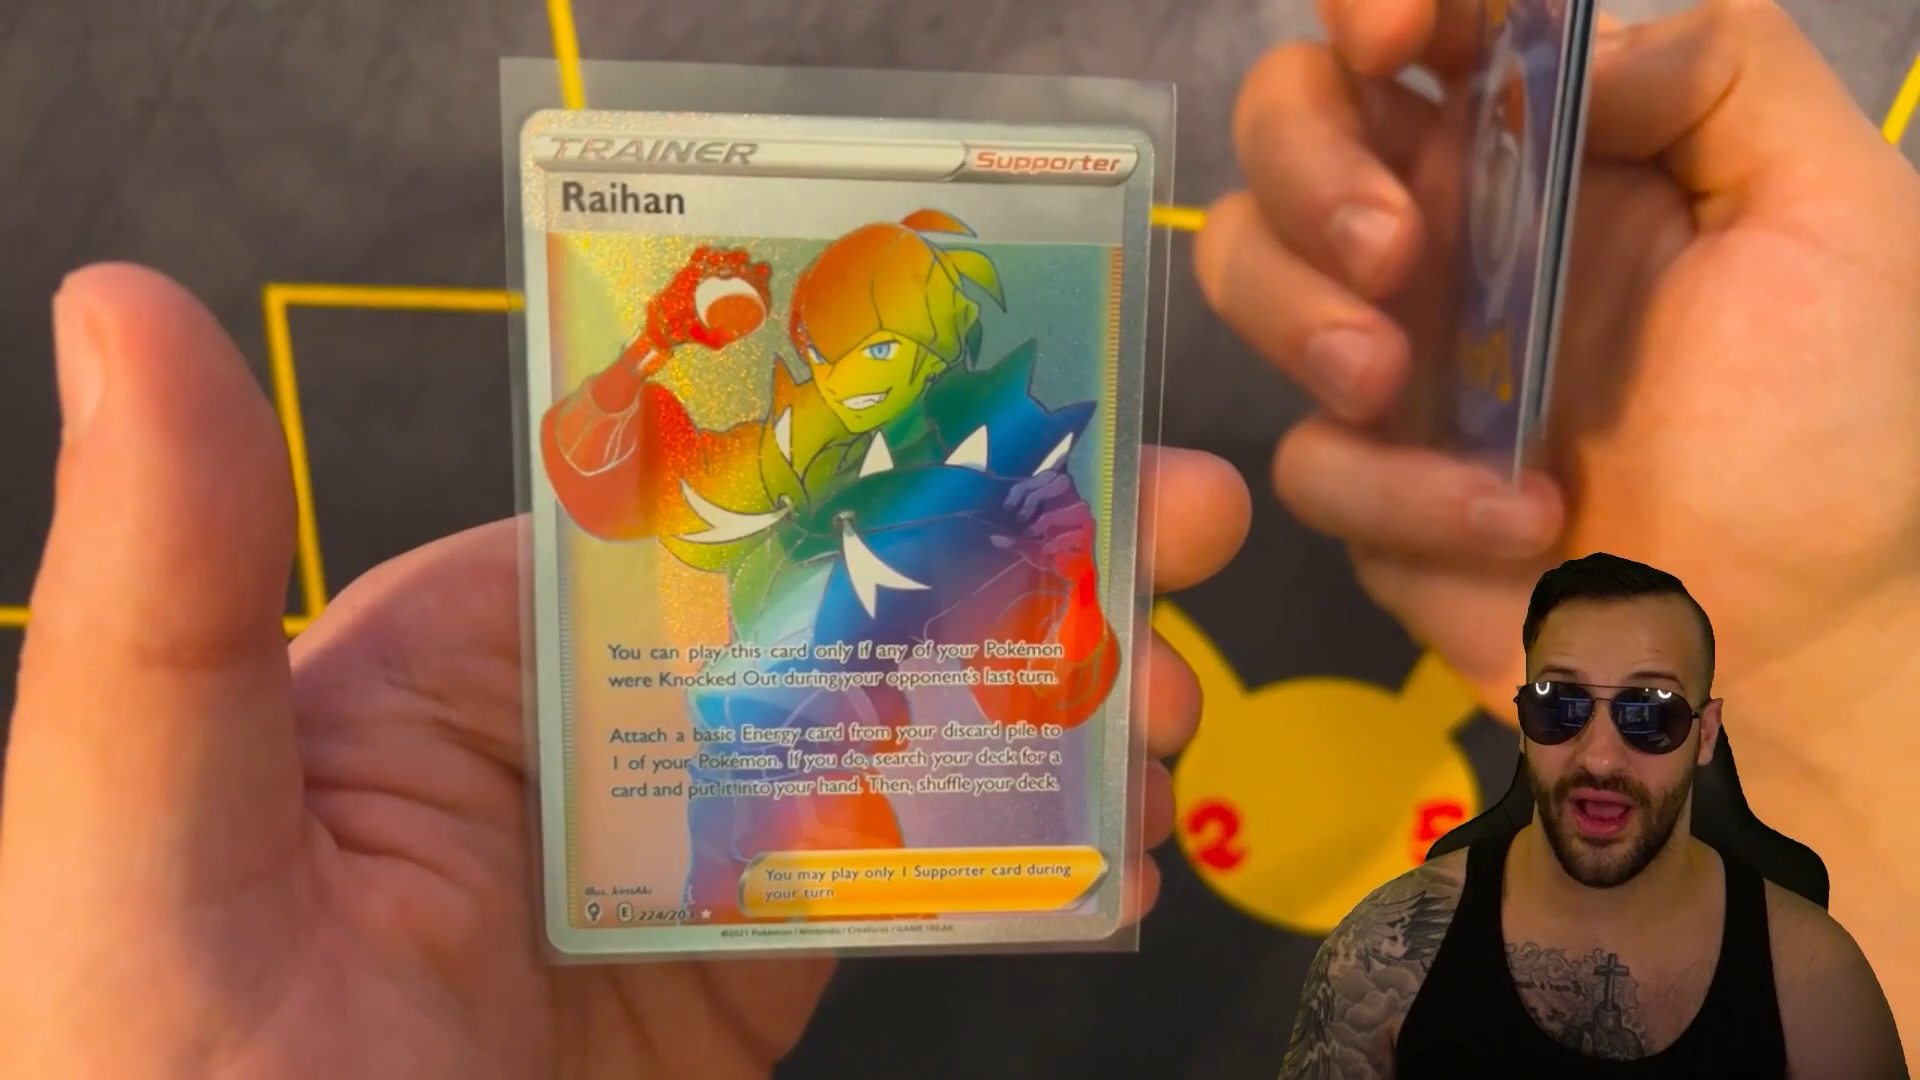 TRAINER Supporter
Raihan
You can play this card only if any of your Pokémon
were Knocked Out during your opponent's last turn.
Attach a basic Energy card from your discard pile to
1 of your Pokémon. If you do, search your deck for a
card and put it into your hand. Then, shuffle your deck.
You may play only 1 Supporter card during
your turn
Illus. kirisAki
E 224/203
©2021 Pokémon / Nintendo / Creatures / GAME FREAK
2 5